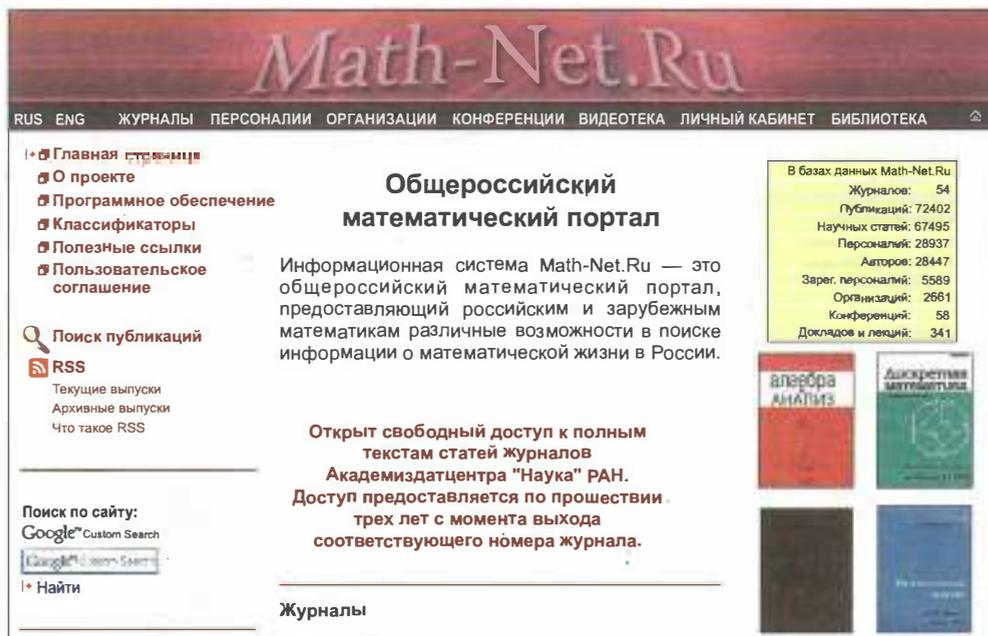 Math-Net.Ru
RUS ENG ЖУРНАЛЫ ПЕРСОНАЛИИ ОРГАНИЗАЦИИ КОНФЕРЕНЦИИ ВИДЕОТЕКА ЛИЧНЫЙ КАБИНЕТ БИБЛИОТЕКА
Главная страница
О проекте
Программное обеспечение
Классификаторы
Полезные ссылки
Пользовательское
соглашение
Поиск публикаций
RSS
Текущие выпуски
Архивные выпуски
Что такое RSS
Поиск по сайту:
Google™ Custom Search
Google™ Custom Search
Найти
Общероссийский
математический портал
Информационная система Math-Net.Ru — это
общероссийский математический портал,
предоставляющий российским и зарубежным
математикам различные возможности в поиске
информации о математической жизни в России.
Открыт свободный доступ к полным
текстам статей журналов
Академиздатцентра "Наука" РАН.
Доступ предоставляется по прошествии
трех лет с момента выхода
соответствующего номера журнала.
Журналы
В базах данных Math-Net.Ru
Журналов: 54
Публикаций: 72402
Научных статей: 67495
Персоналий: 28937
Авторов: 28447
Зарег. персоналий: 5589
Организаций: 2661
Конференций: 58
Докладов и лекций: 341
алгебра
АНАЛИЗ
Дискретная
математика